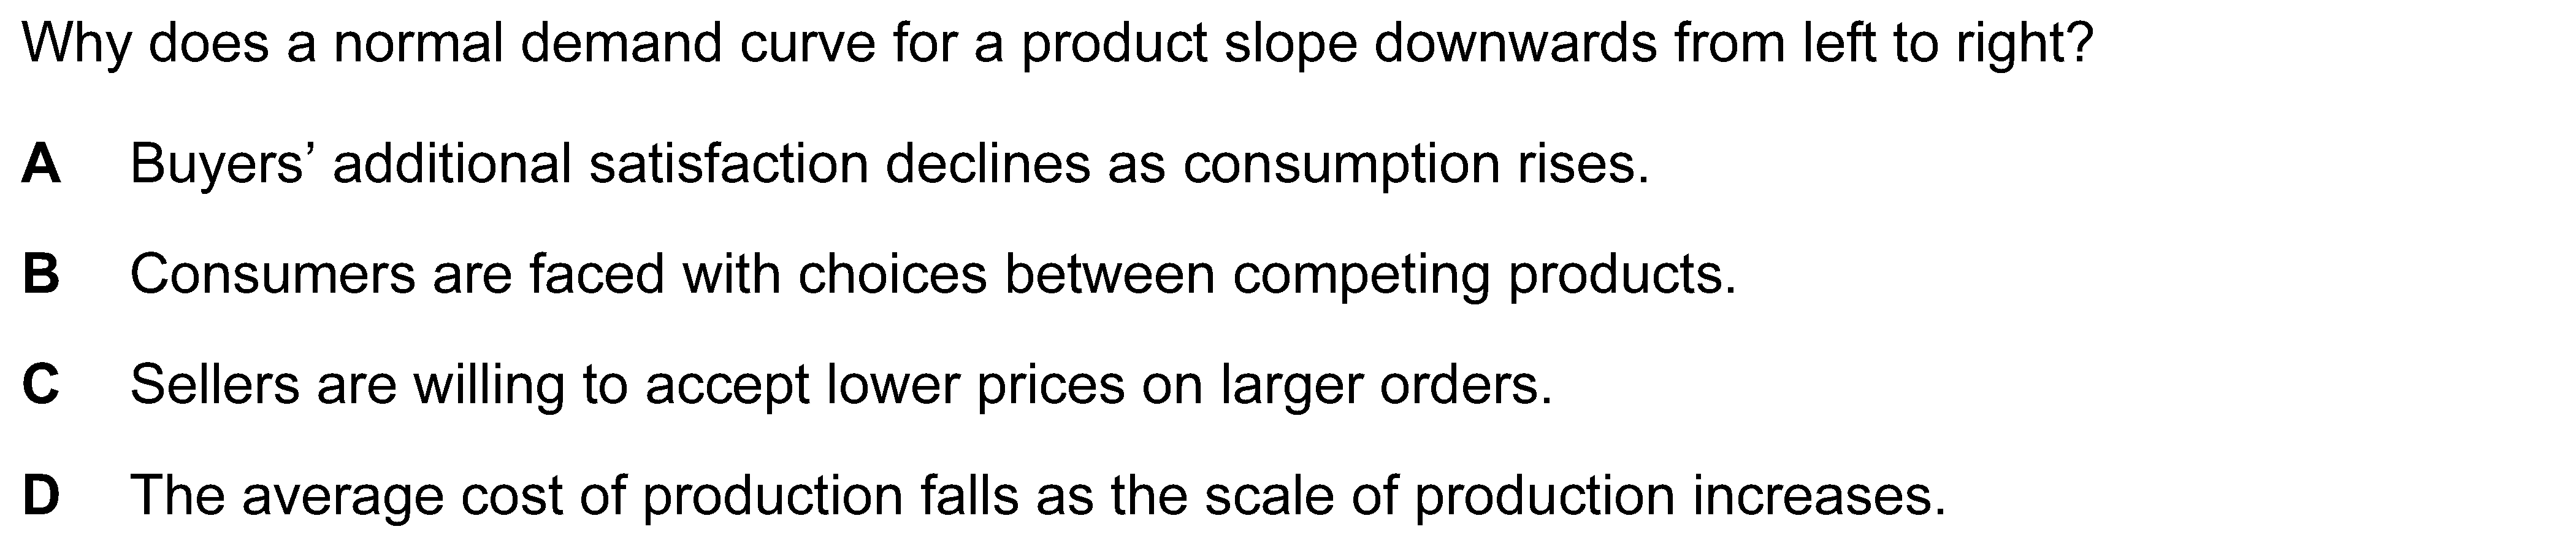 Why does a normal demand curve for a product slope downwards from left to right?
A Buyers’ additional satisfaction declines as consumption rises.
B Consumers are faced with choices between competing products.
C Sellers are willing to accept lower prices on larger orders.
D The average cost of production falls as the scale of production increases.